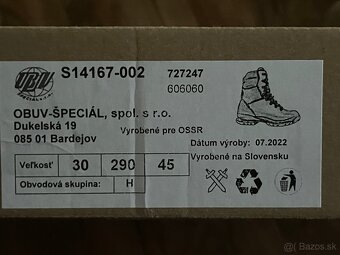 S14167-002
727247
606060
OBUV-ŠPECIÁL, spol. s r.o.
Dukelská 19
Vyrobené pre OSSR
085 01 Bardejov
Dátum výroby: 07.2022
Veľkosť 30 290 45
Vyrobené na Slovensku
Obvodová skupina: H
© Bazos.sk